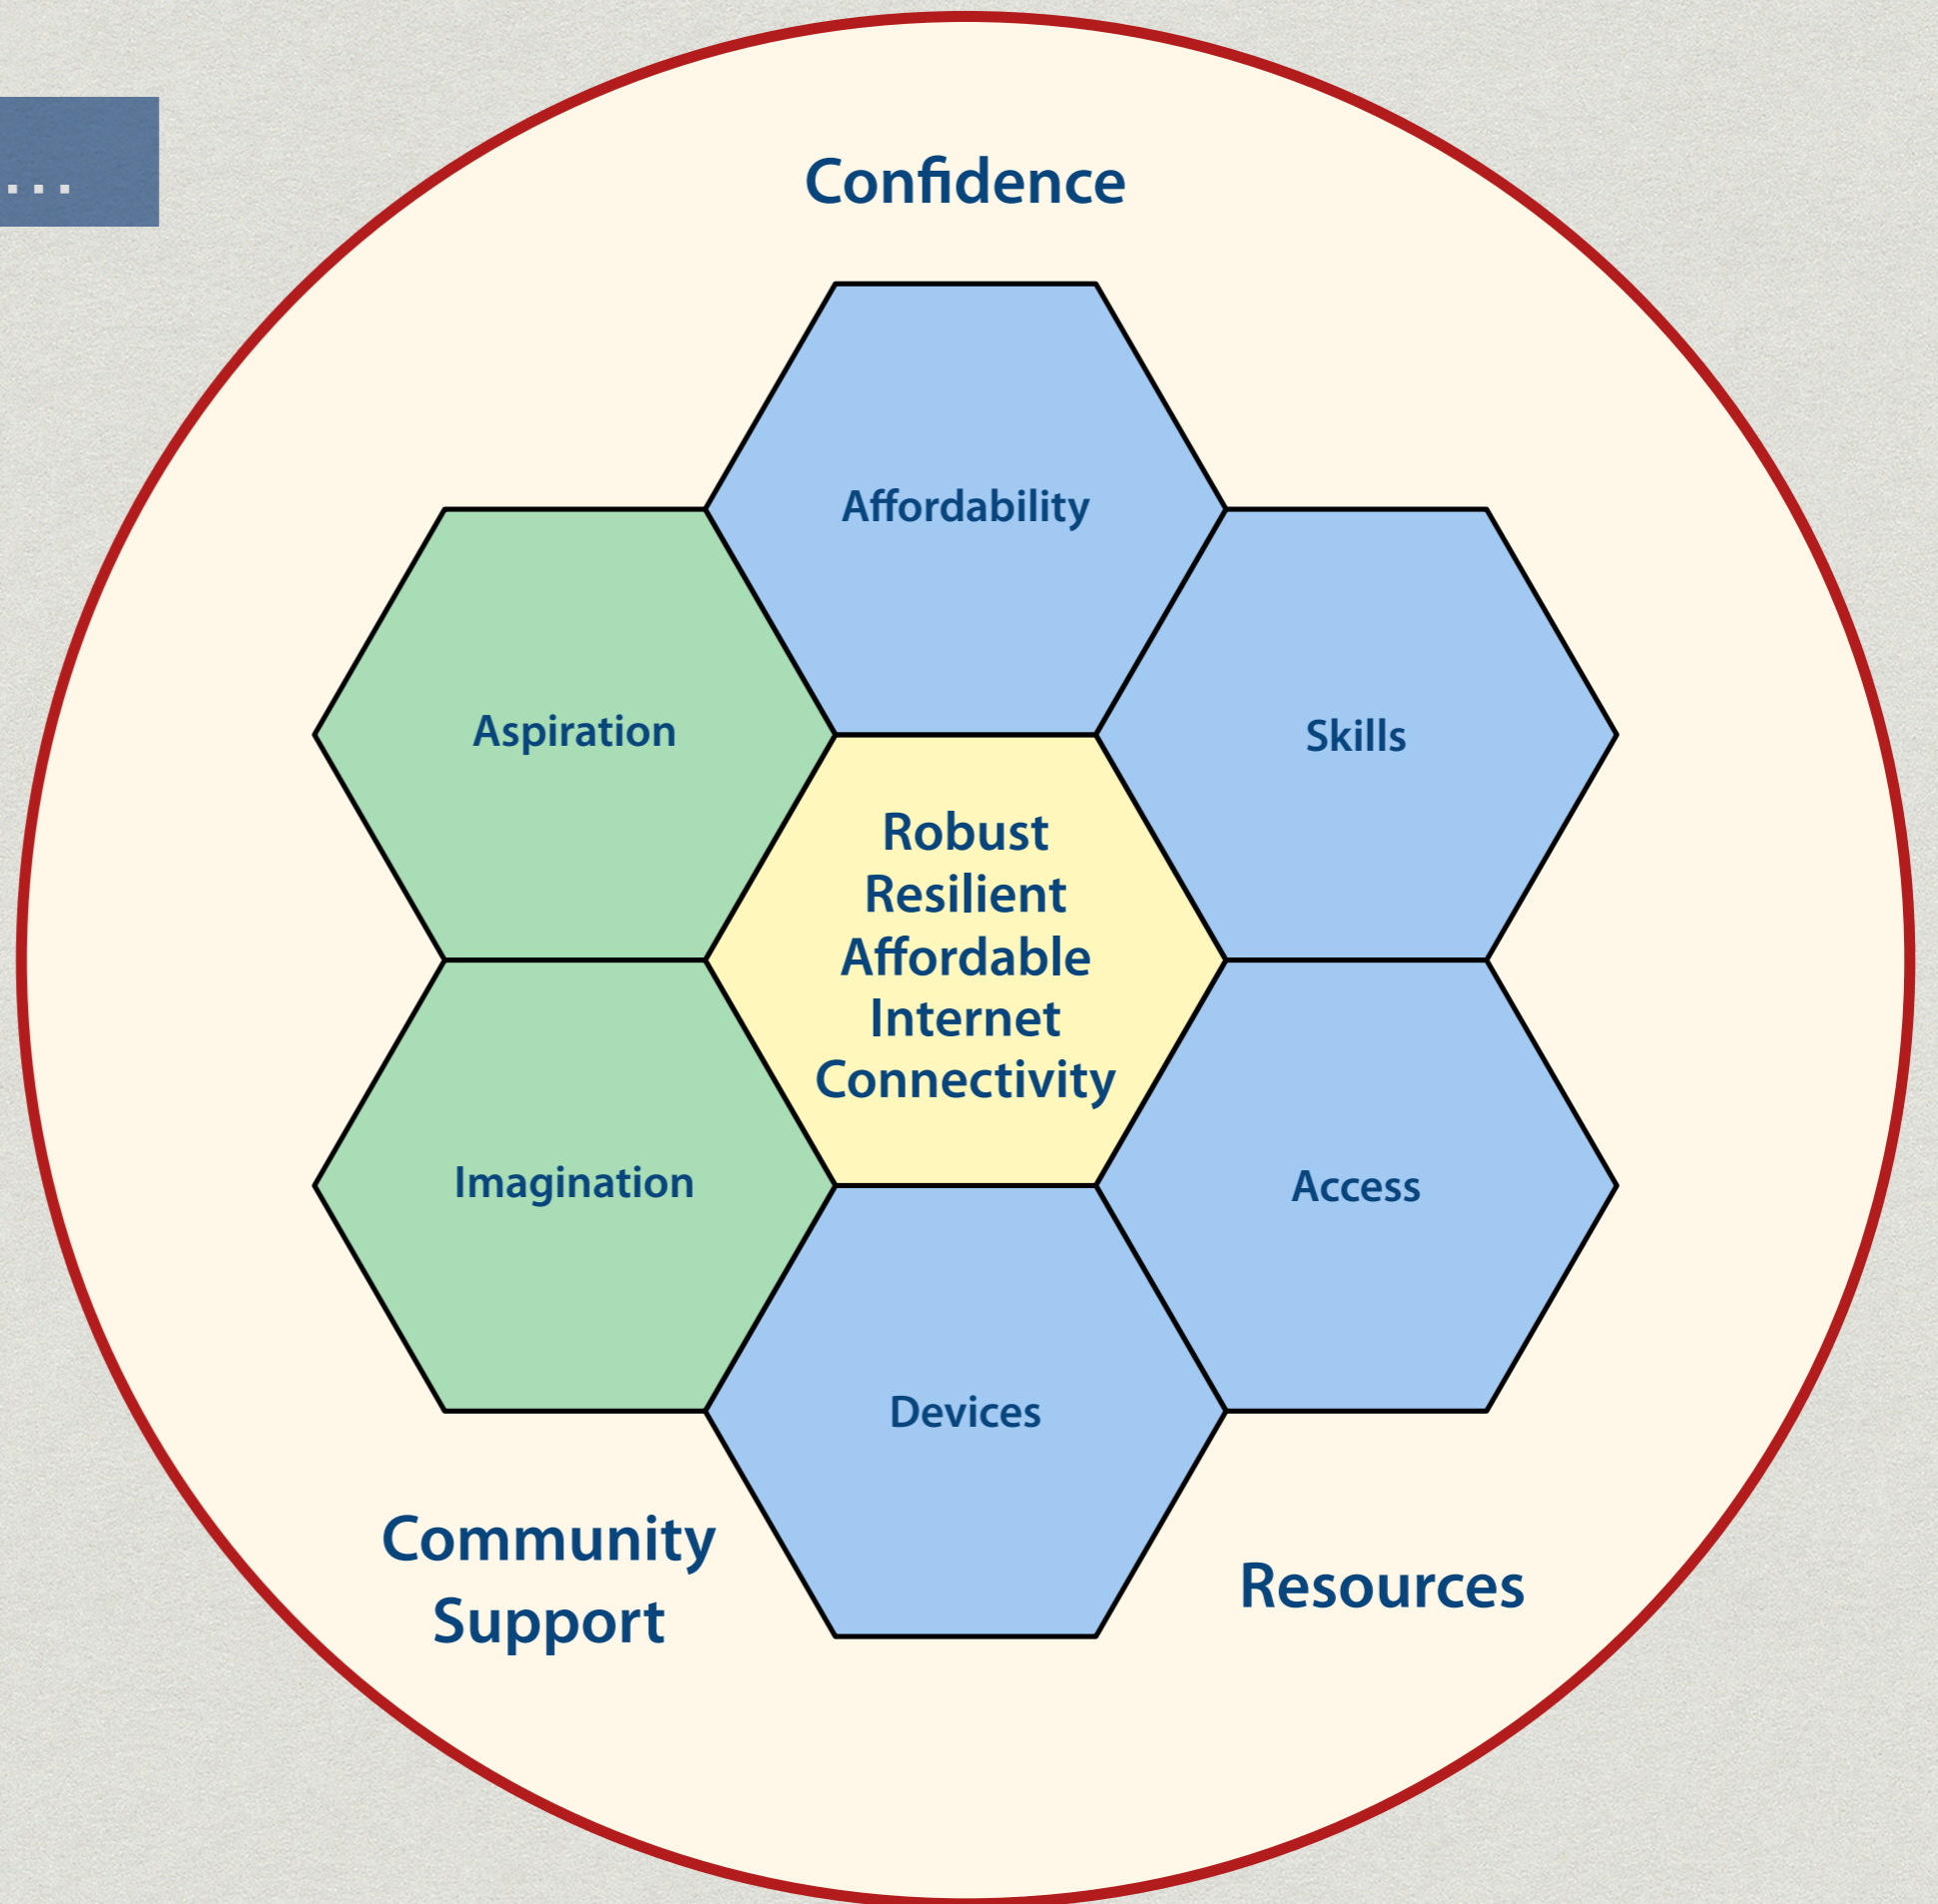 ...
Confidence
Affordability
Aspiration
Skills
Robust
Resilient
Affordable
Internet
Connectivity
Imagination
Access
Devices
Community
Support
Resources